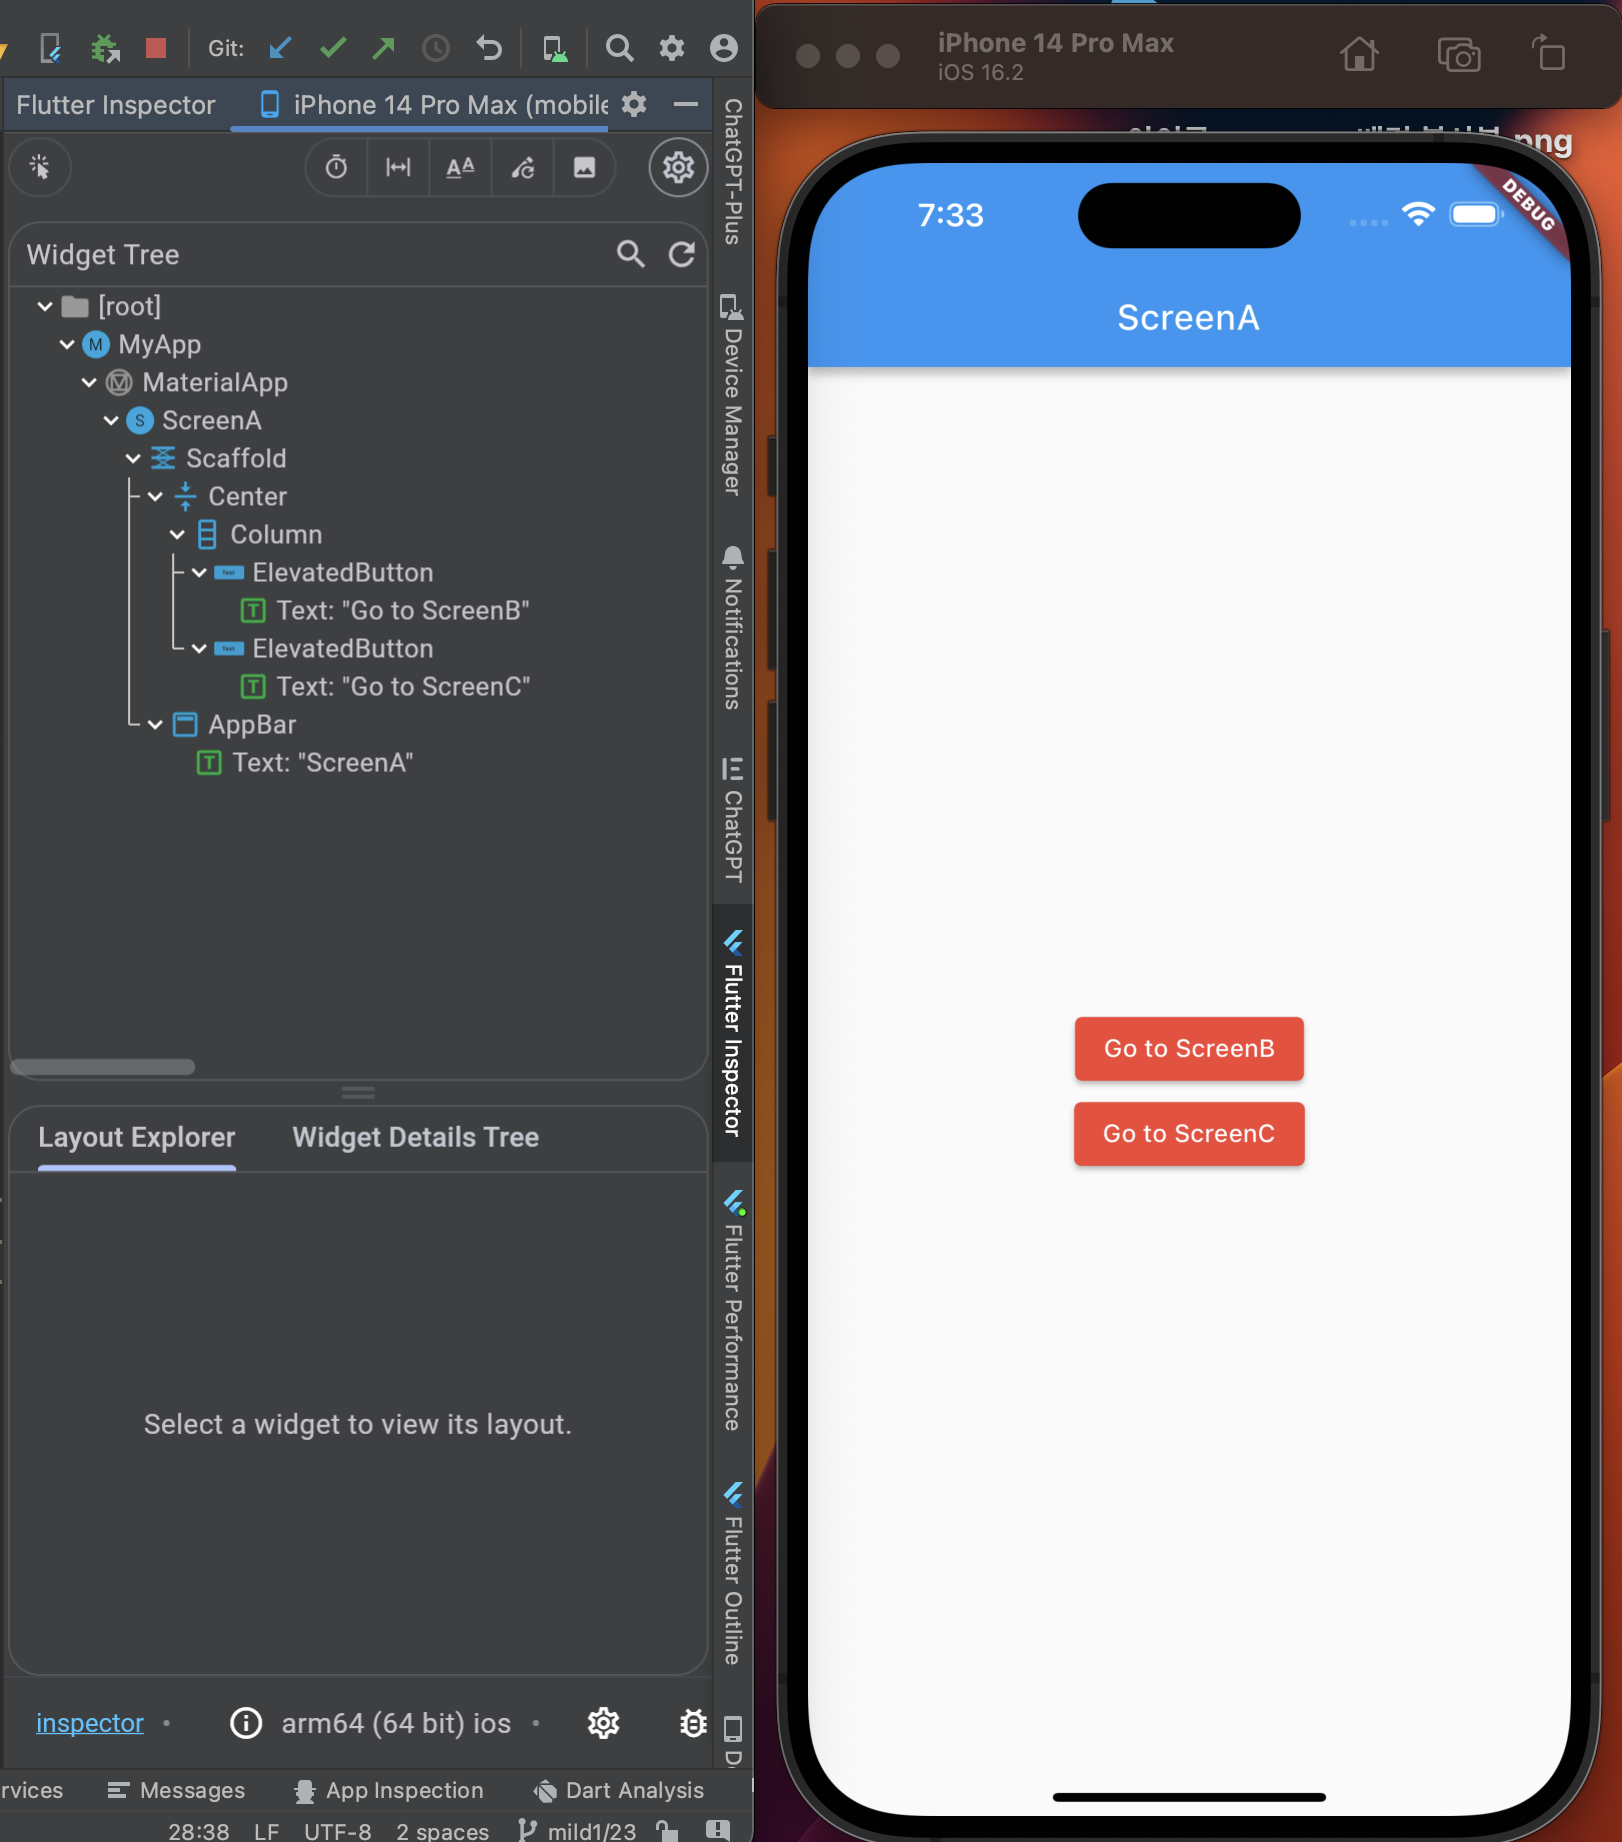 Git:
Flutter Inspector
iPhone 14 Pro Max (mobile
Widget Tree
[root]
M MyApp
MaterialApp
S ScreenA
Scaffold
Center
Column
Text ElevatedButton
T Text: "Go to ScreenB"
Text ElevatedButton
T Text: "Go to ScreenC"
AppBar
T Text: "ScreenA"
Layout Explorer
Widget Details Tree
Select a widget to view its layout.
inspector • arm64 (64 bit) ios •
rvices
Messages
App Inspection
Dart Analysis
28:38 LF UTF-8 2 spaces mild1/23
ChatGPT-Plus
Device Manager
Notifications
ChatGPT
Flutter Inspector
Flutter Performance
Flutter Outline
iPhone 14 Pro Max
iOS 16.2
png
7:33
DEBUG
ScreenA
Go to ScreenB
Go to ScreenC